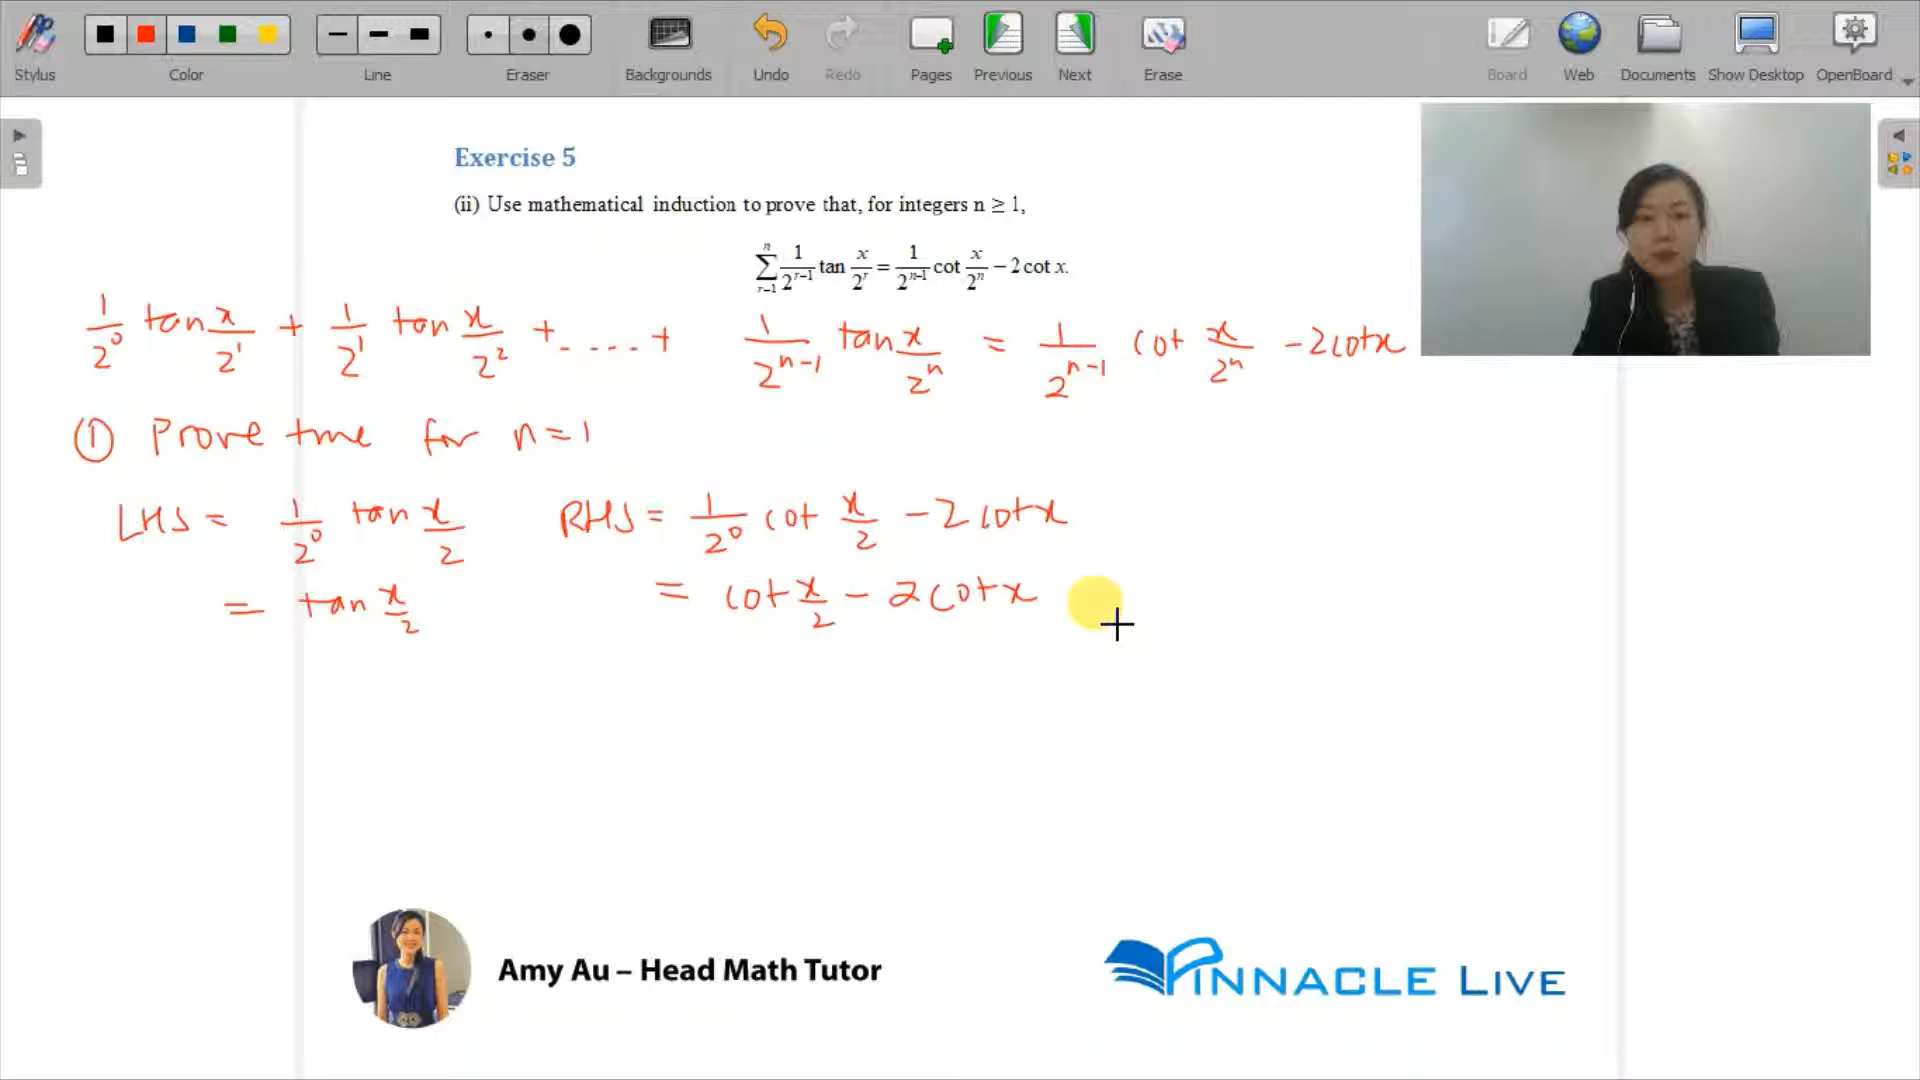 Stylus Color Line Eraser Backgrounds Undo Redo Pages Previous Next Erase Board Web Documents Show Desktop OpenBoard
Exercise 5
(ii) Use mathematical induction to prove that, for integers n ≥ 1,
∑_{r=1}^{n} 1/2^{r-1} tan x/2^r = 1/2^{n-1} cot x/2^n − 2 cot x.
1/2^0 tan x/2^1 + 1/2^1 tan x/2^2 + ..... + 1/2^{n-1} tan x/2^n = 1/2^{n-1} cot x/2^n - 2cotx
① Prove true for n=1
LHS = 1/2^0 tan x/2 RHS = 1/2^0 cot x/2 - 2cotx
= tan x/2 = cot x/2 - 2cotx
Amy Au – Head Math Tutor
PINNACLE LIVE